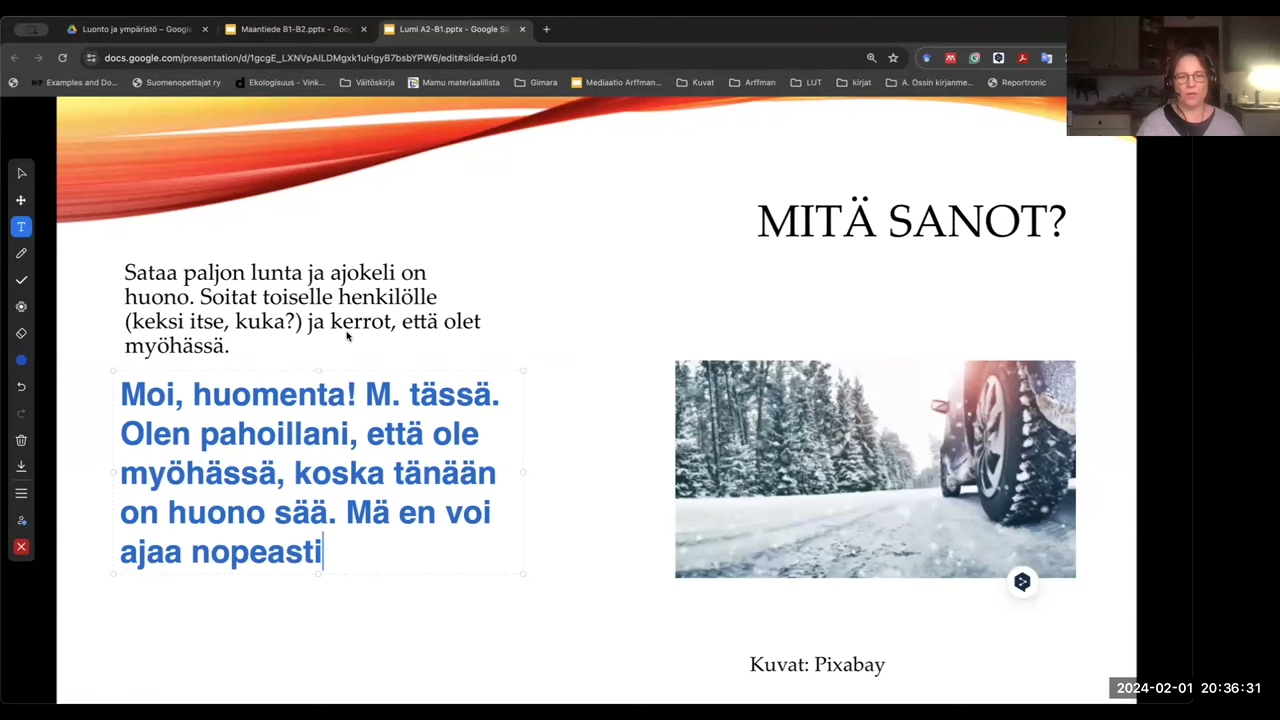 Luonto ja ympäristö – Google
Maantiede B1-B2.pptx - Goog
Lumi A2-B1.pptx - Google Sli
docs.google.com/presentation/d/1gcgE_LXNVpAILDMgxk1uHgyB7bsbYPW6/edit#slide=id.p10
Examples and Do...
Suomenopettajat ry
Ekologisuus - Vink...
Väitöskirja
Mamu materiaalilista
Gimara
Mediaatio Arffman...
Kuvat
Arffman
LUT
kirjat
A. Ossin kirjanme...
Reportronic
MITÄ SANOT?
Sataa paljon lunta ja ajokeli on
huono. Soitat toiselle henkilölle
(keksi itse, kuka?) ja kerrot, että olet
myöhässä.
Moi, huomenta! M. tässä.
Olen pahoillani, että ole
myöhässä, koska tänään
on huono sää. Mä en voi
ajaa nopeasti
Kuvat: Pixabay
2024-02-01 20:36:31